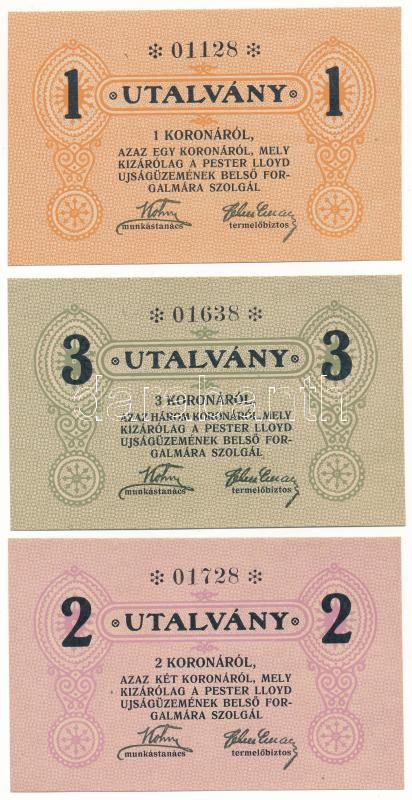 ✻ 01128 ✻
1 UTALVÁNY 1
1 KORONÁRÓL,
AZAZ EGY KORONÁRÓL, MELY
KIZÁRÓLAG A PESTER LLOYD
UJSÁGÜZEMÉNEK BELSŐ FOR-
GALMÁRA SZOLGÁL
munkástanács termelőbiztos
✻ 01638 ✻
3 UTALVÁNY 3
3 KORONÁRÓL,
AZAZ HÁROM KORONÁRÓL, MELY
KIZÁRÓLAG A PESTER LLOYD
UJSÁGÜZEMÉNEK BELSŐ FOR-
GALMÁRA SZOLGÁL
munkástanács termelőbiztos
✻ 01728 ✻
2 UTALVÁNY 2
2 KORONÁRÓL,
AZAZ KÉT KORONÁRÓL, MELY
KIZÁRÓLAG A PESTER LLOYD
UJSÁGÜZEMÉNEK BELSŐ FOR-
GALMÁRA SZOLGÁL
munkástanács termelőbiztos